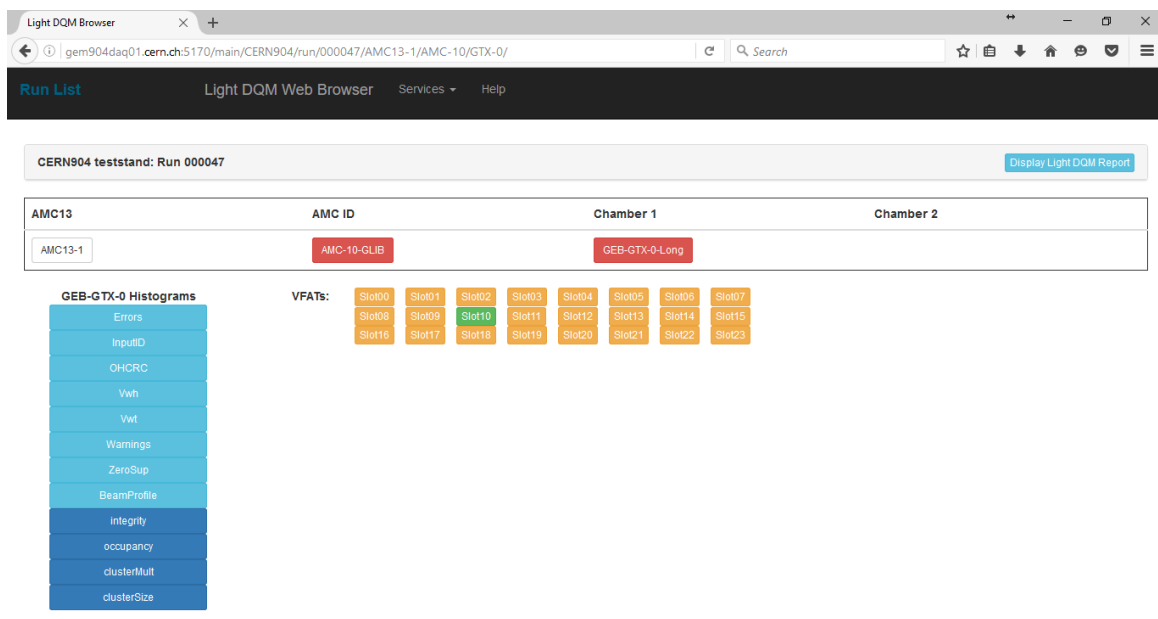 Light DQM Browser
gem904daq01.cern.ch:5170/main/CERN904/run/000047/AMC13-1/AMC-10/GTX-0/ Search
Run List Light DQM Web Browser Services Help
CERN904 teststand: Run 000047 Display Light DQM Report
AMC13 AMC ID Chamber 1 Chamber 2
AMC13-1 AMC-10-GLIB GEB-GTX-0-Long
GEB-GTX-0 Histograms VFATs: Slot00 Slot01 Slot02 Slot03 Slot04 Slot05 Slot06 Slot07
Errors Slot08 Slot09 Slot10 Slot11 Slot12 Slot13 Slot14 Slot15
InputID Slot16 Slot17 Slot18 Slot19 Slot20 Slot21 Slot22 Slot23
OHCRC
Vwh
Vwt
Warnings
ZeroSup
BeamProfile
integrity
occupancy
clusterMult
clusterSize